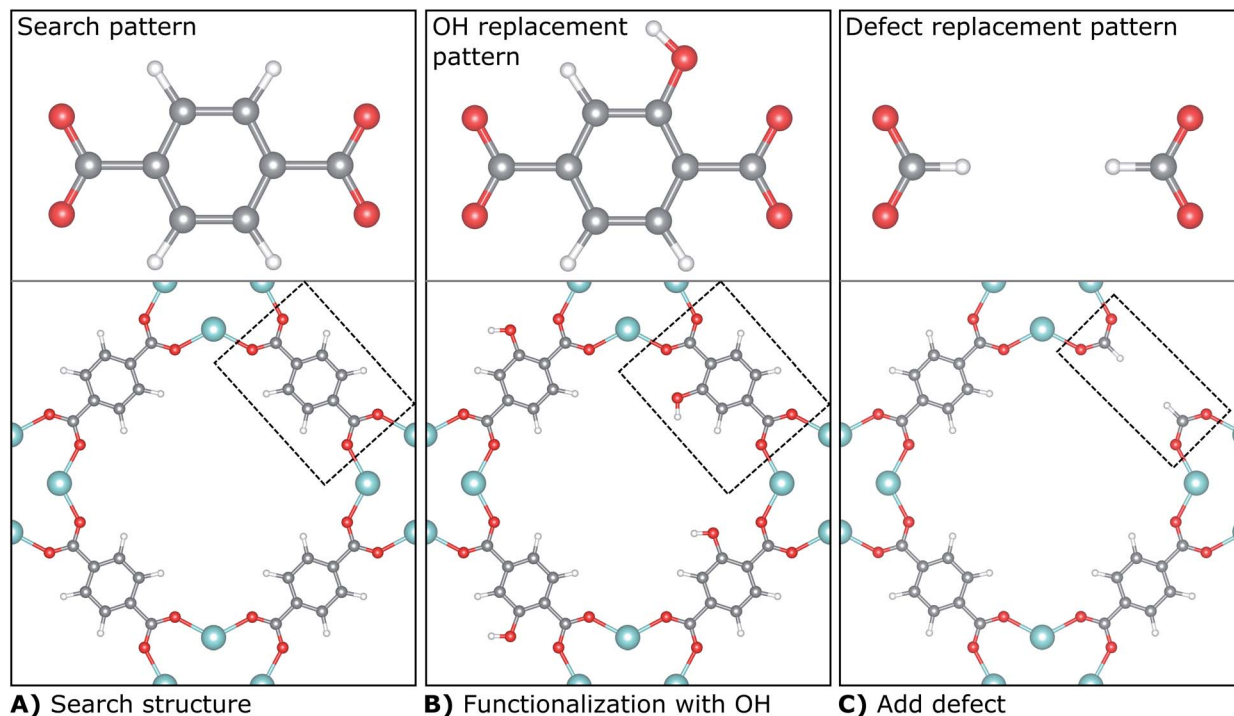 Search pattern
OH replacement
pattern
Defect replacement pattern
A) Search structure
B) Functionalization with OH
C) Add defect